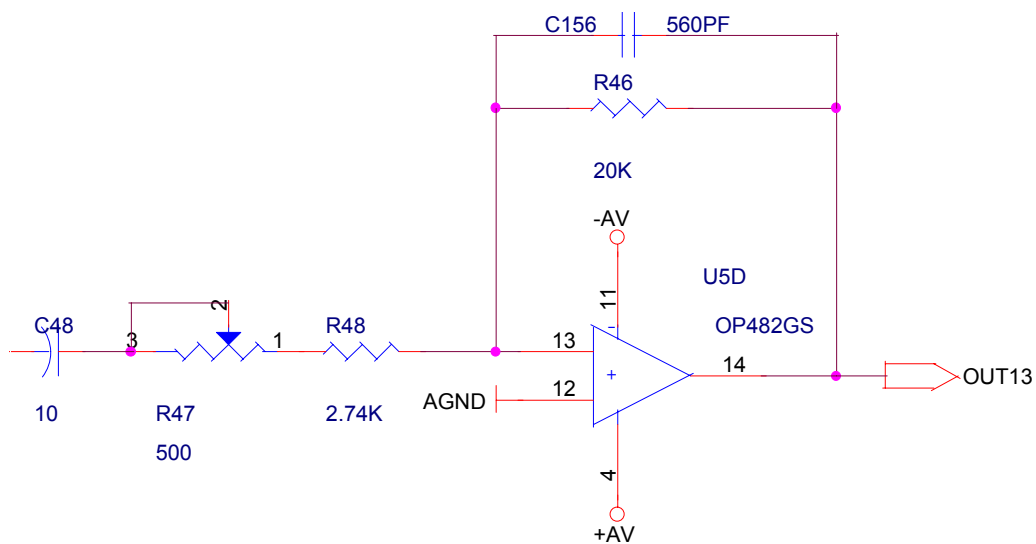 C156 560PF
R46
20K
-AV
U5D
11
OP482GS
C48
3
2
1
R48
13
-
+
12
14
OUT13
AGND
10
R47
2.74K
500
4
+AV